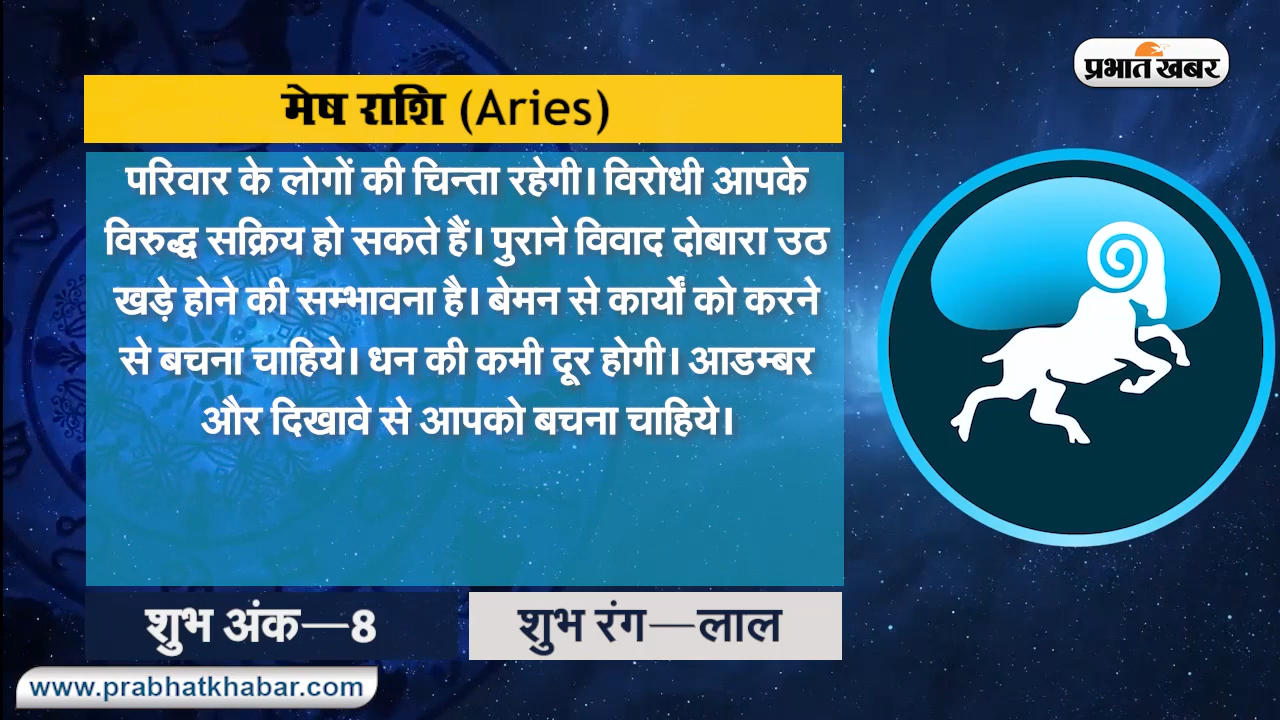 प्रभात खबर
मेष राशि (Aries)
परिवार के लोगों की चिन्ता रहेगी। विरोधी आपके
विरुद्ध सक्रिय हो सकते हैं। पुराने विवाद दोबारा उठ
खड़े होने की सम्भावना है। बेमन से कार्यों को करने
से बचना चाहिये। धन की कमी दूर होगी। आडम्बर
और दिखावे से आपको बचना चाहिये।
शुभ अंक—8
शुभ रंग—लाल
www.prabhatkhabar.com